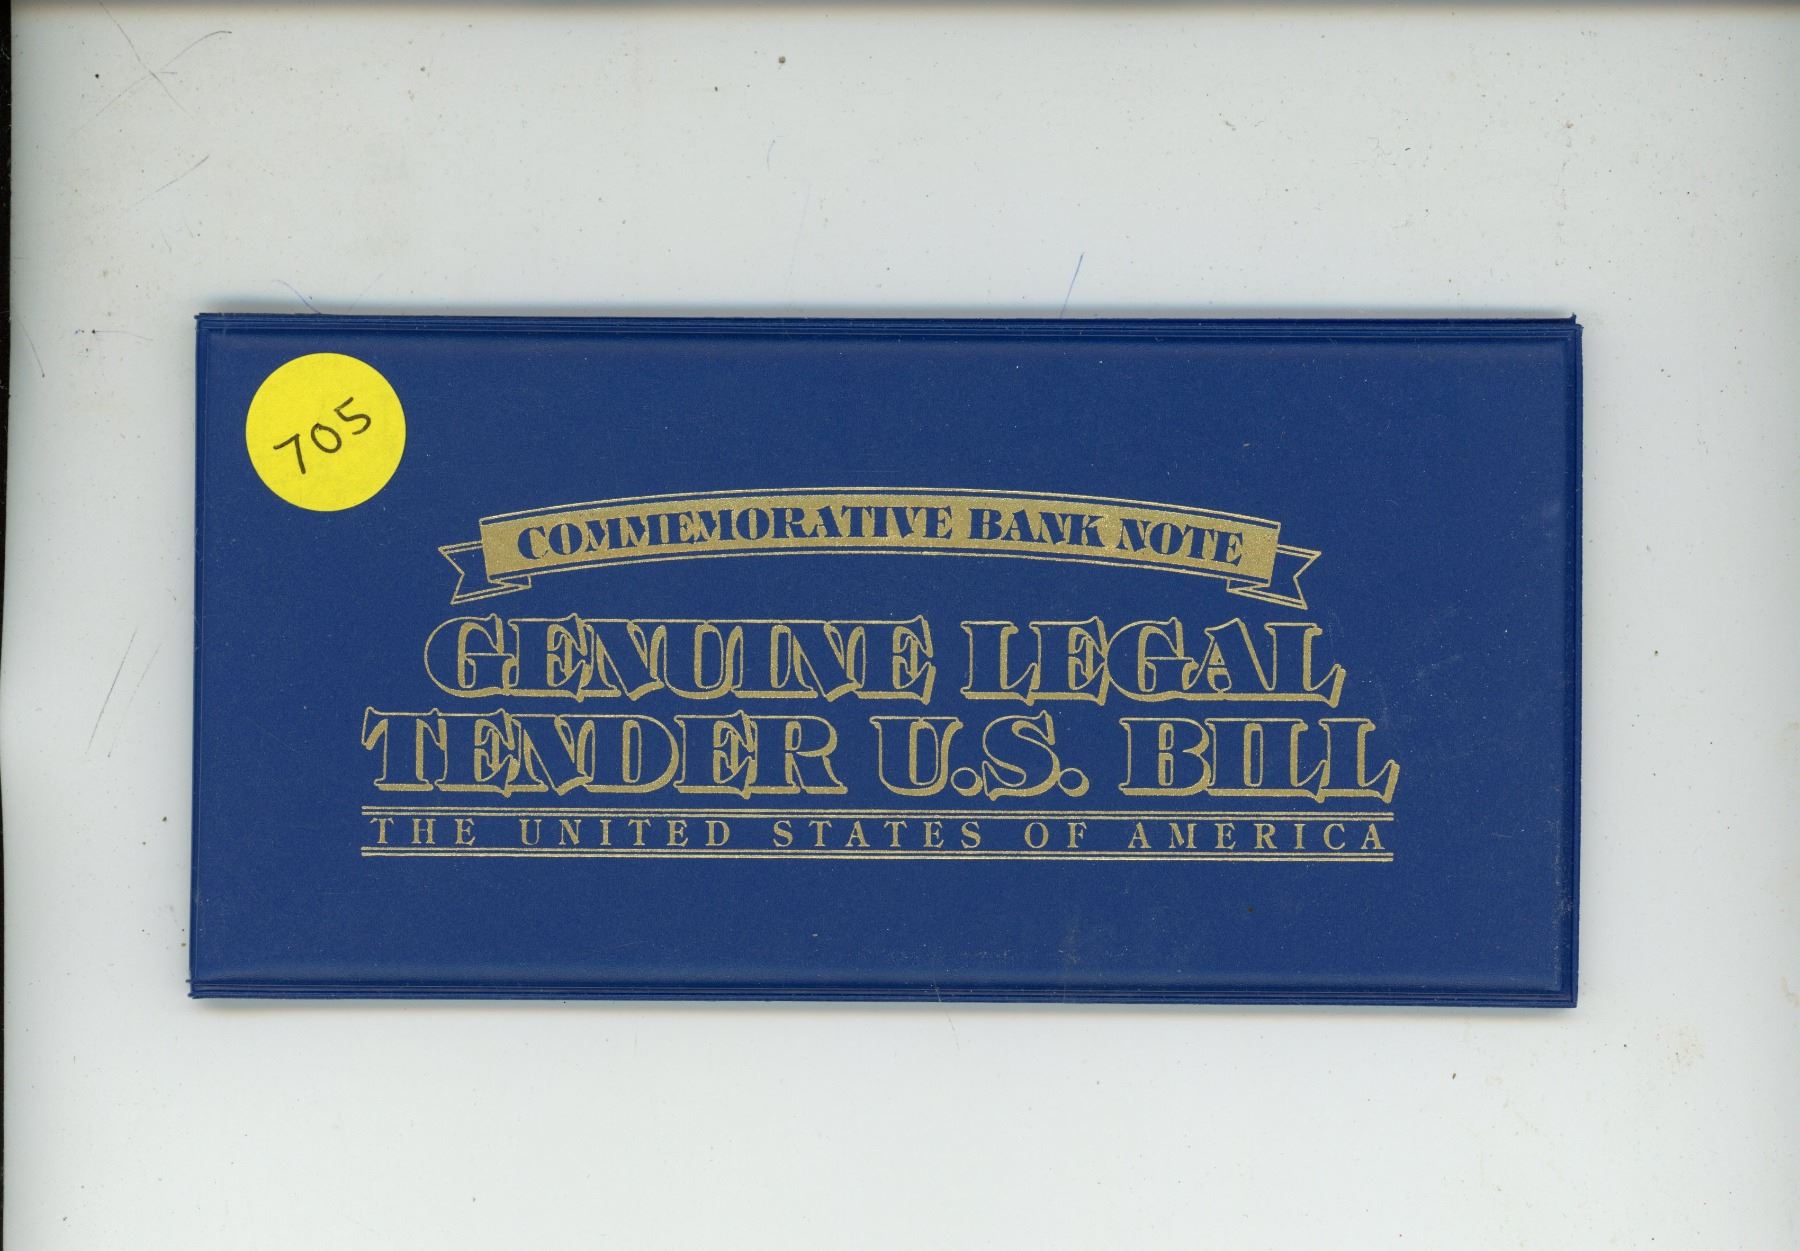 705
COMMEMORATIVE BANK NOTE
GENUINE LEGAL
TENDER U.S. BILL
THE UNITED STATES OF AMERICA